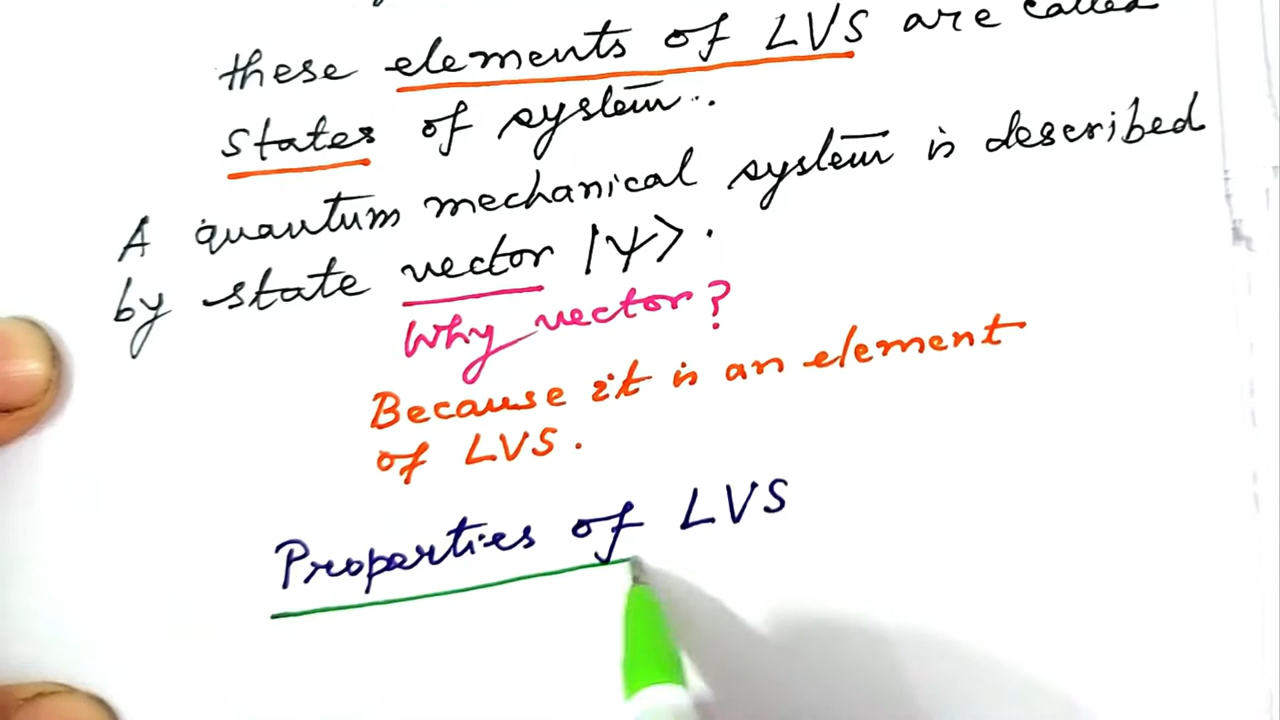 these elements of LVS are called
states of system..
A quantum mechanical system is described
by state vector |ψ>.
Why vector?
Because it is an element
of LVS.
Properties of LVS